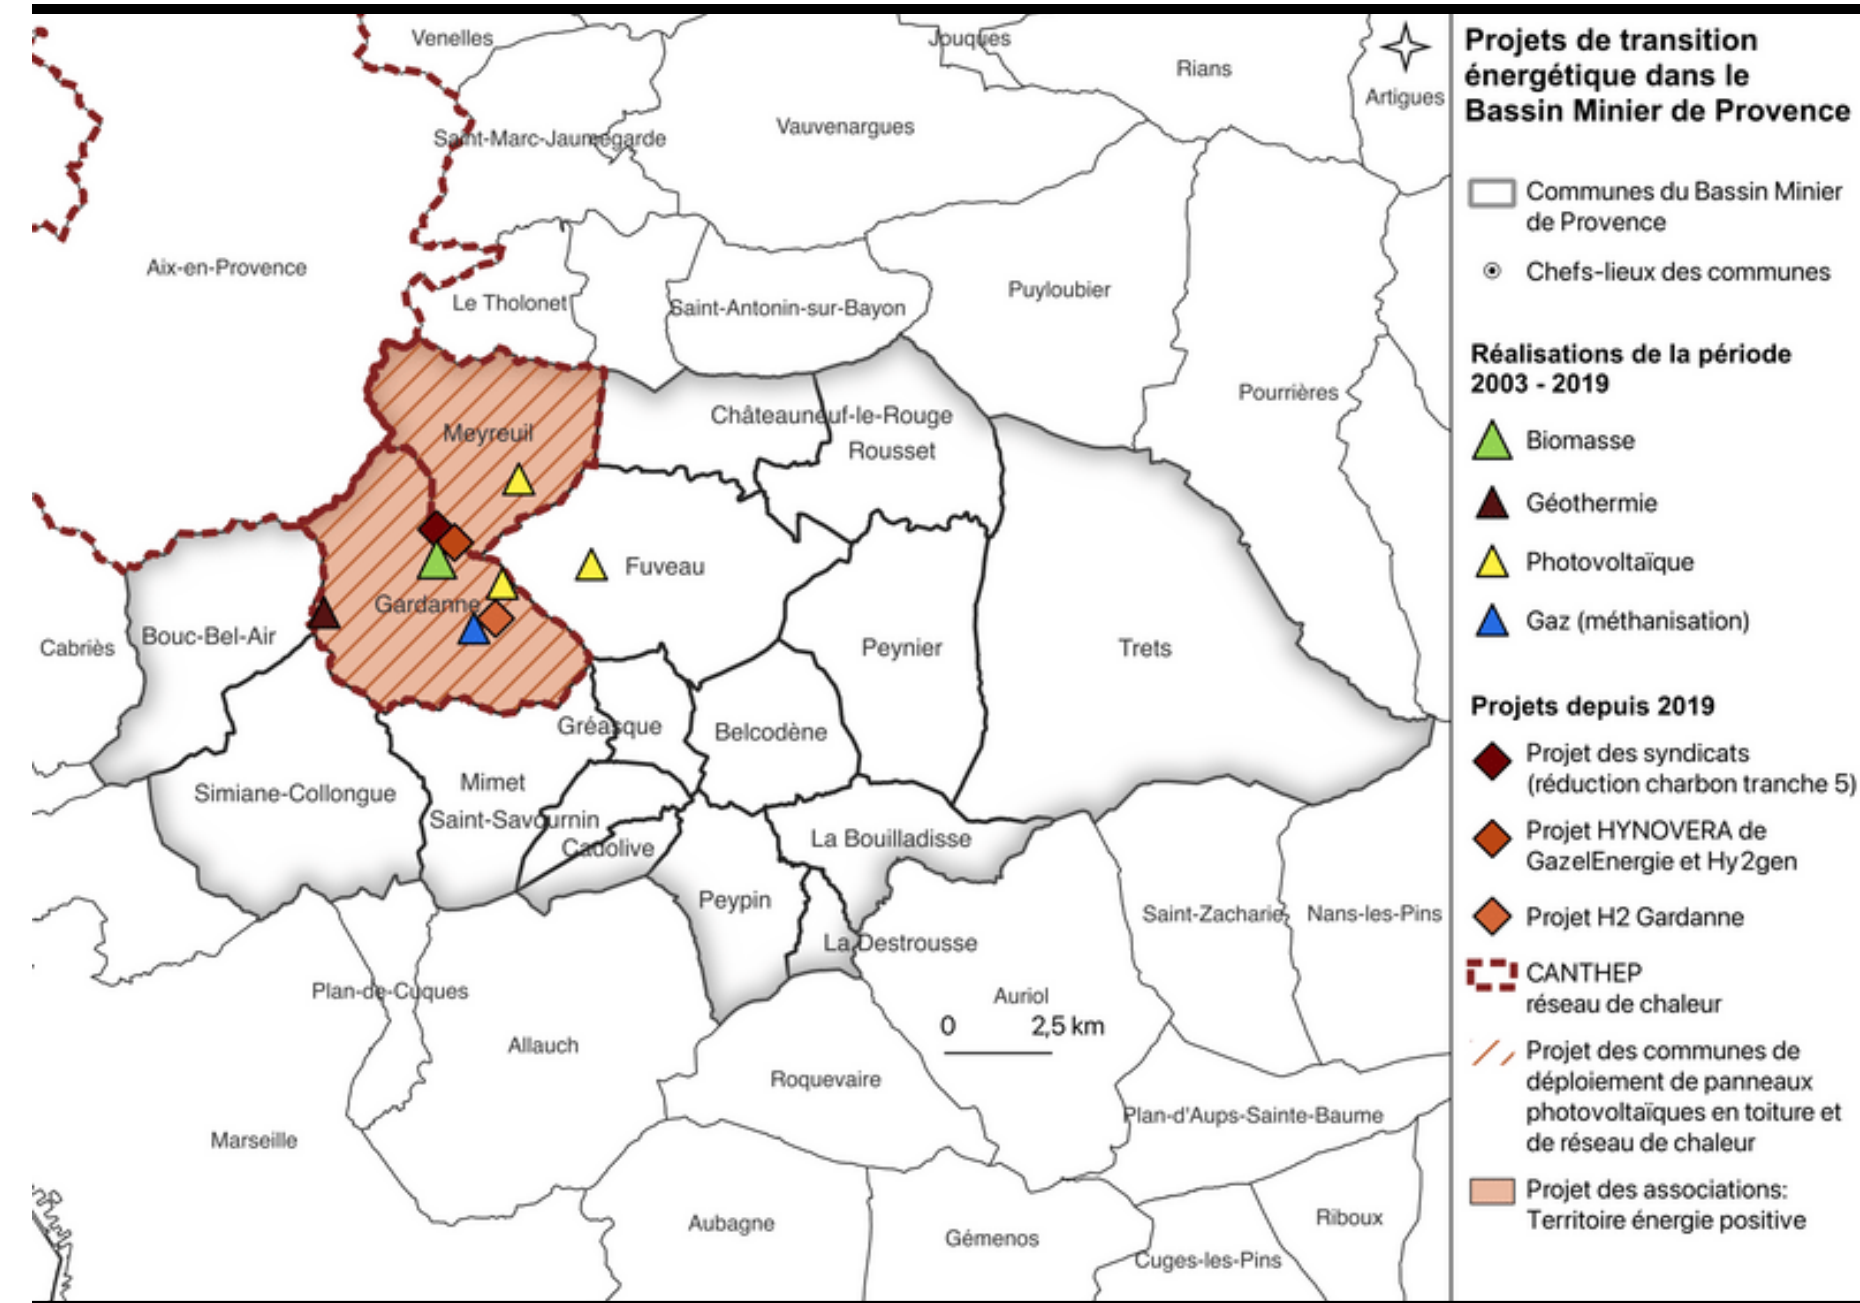 Venelles
Jouques
Rians
Artigues
Vauvenargues
Saint-Marc-Jaumegarde
Aix-en-Provence
Le Tholonet
Saint-Antonin-sur-Bayon
Puyloubier
Pourrières
Châteauneuf-le-Rouge
Rousset
Meyreuil
Fuveau
Gardanne
Bouc-Bel-Air
Cabriès
Peynier
Trets
Gréasque
Belcodène
Mimet
Simiane-Collongue
Saint-Savournin
Cadolive
La Bouilladisse
Peypin
La Destrousse
Saint-Zacharie
Nans-les-Pins
Plan-de-Cuques
Auriol
0 2,5 km
Allauch
Roquevaire
Plan-d'Aups-Sainte-Baume
Marseille
Aubagne
Gémenos
Riboux
Cuges-les-Pins
Projets de transition
énergétique dans le
Bassin Minier de Provence
Communes du Bassin Minier
de Provence
Chefs-lieux des communes
Réalisations de la période
2003 - 2019
Biomasse
Géothermie
Photovoltaïque
Gaz (méthanisation)
Projets depuis 2019
Projet des syndicats
(réduction charbon tranche 5)
Projet HYNOVERA de
GazelEnergie et Hy2gen
Projet H2 Gardanne
CANTHEP
réseau de chaleur
Projet des communes de
déploiement de panneaux
photovoltaïques en toiture et
de réseau de chaleur
Projet des associations:
Territoire énergie positive